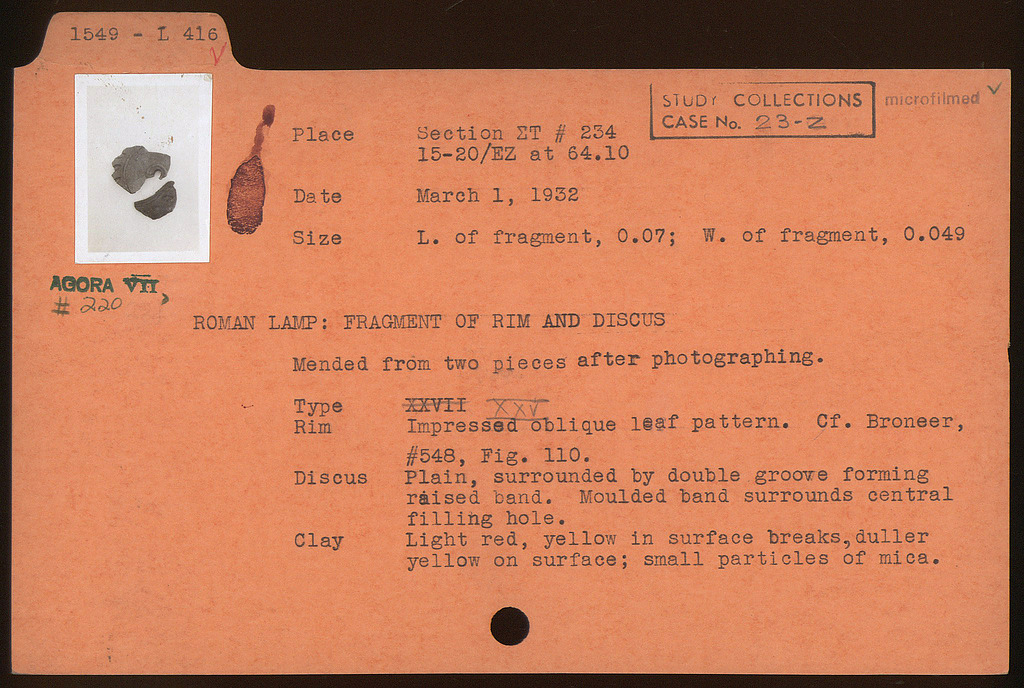 1549 - L 416
STUDY COLLECTIONS
CASE No. 23-Z
microfilmed
Place Section ΣT # 234
15-20/EZ at 64.10
Date March 1, 1932
Size L. of fragment, 0.07; W. of fragment, 0.049
AGORA VII,
# 220
ROMAN LAMP: FRAGMENT OF RIM AND DISCUS
Mended from two pieces after photographing.
Type XXVII XXV
Rim Impressed oblique leaf pattern. Cf. Broneer,
#548, Fig. 110.
Discus Plain, surrounded by double groove forming
raised band. Moulded band surrounds central
filling hole.
Clay Light red, yellow in surface breaks, duller
yellow on surface; small particles of mica.